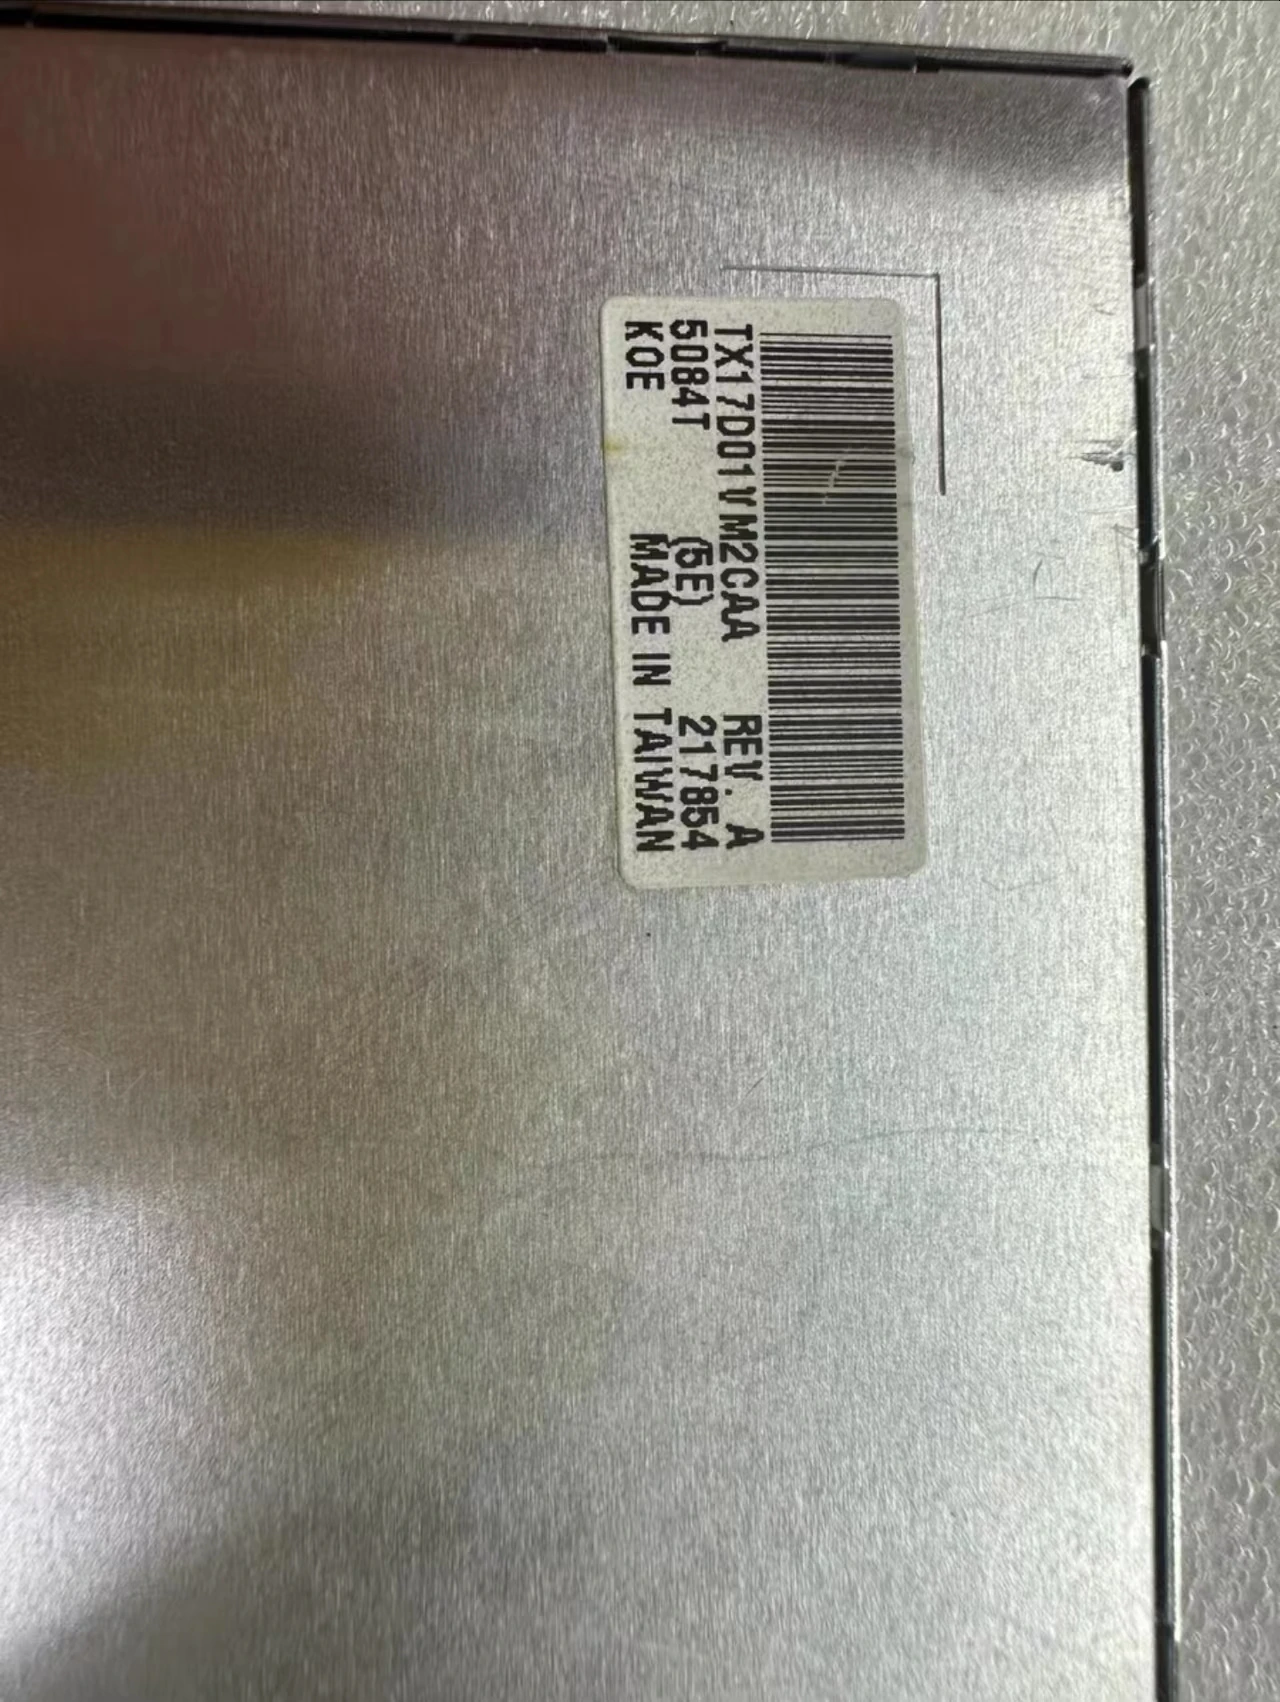 TX17D01VM2CAA REV. A
5084T (5E) 217854
KOE MADE IN TAIWAN